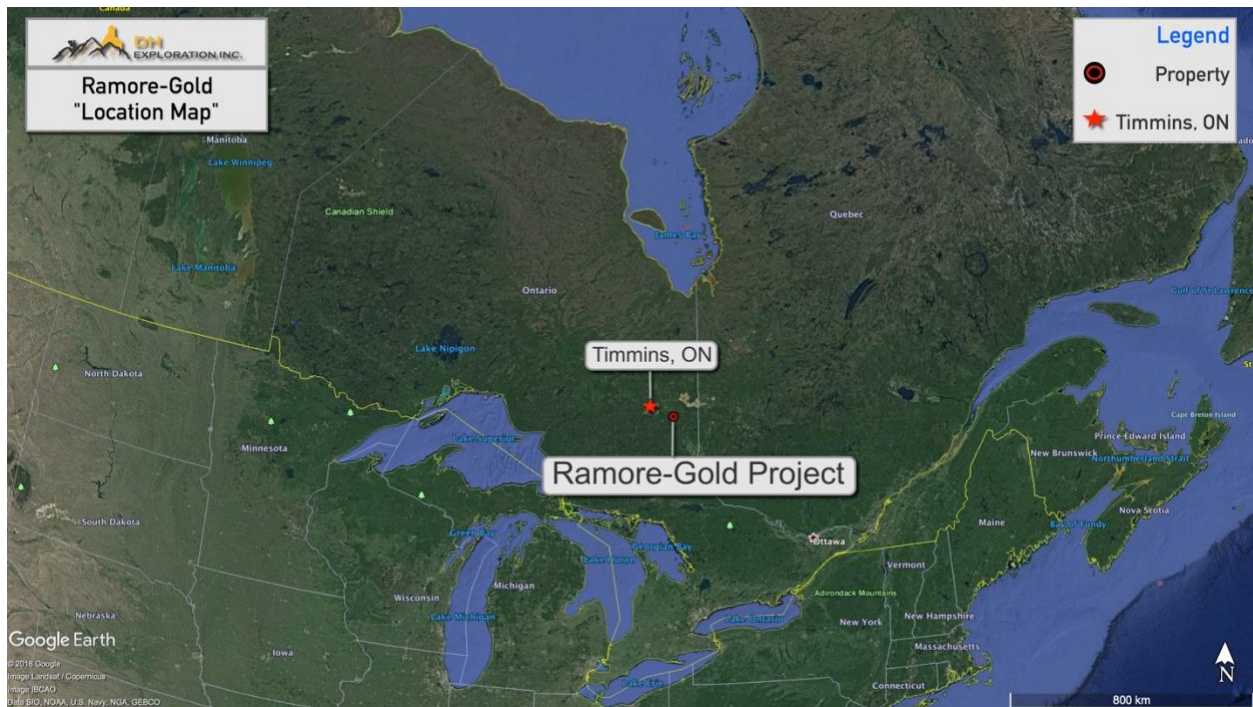 Canada
DH
EXPLORATION INC.
Ramore-Gold
"Location Map"
Legend
Property
Timmins, ON
Manitoba
Lake Winnipeg
Canadian Shield
Quebec
James Bay
Lake Manitoba
Ontario
Gulf of St Lawrence
Lake Nipigon
Timmins, ON
North Dakota
Cape Breton Island
Minnesota
Lake Superior
Prince Edward Island
New Brunswick
Northumberland Strait
Ramore-Gold Project
South Dakota
Nova Scotia
Maine
Bay of Fundy
Green Bay
Ottawa
Georgian Bay
Lake Huron
Vermont
Michigan
Wisconsin
Adirondack Mountains
Nebraska
Lake Michigan
Lake Ontario
New York
New Hampshire
Google Earth
Massachusetts
Iowa
© 2016 Google
Image Landsat / Copernicus
Image IBCAO
Data SIO, NOAA, U.S. Navy, NGA, GEBCO
Lake Erie
Connecticut
N
800 km